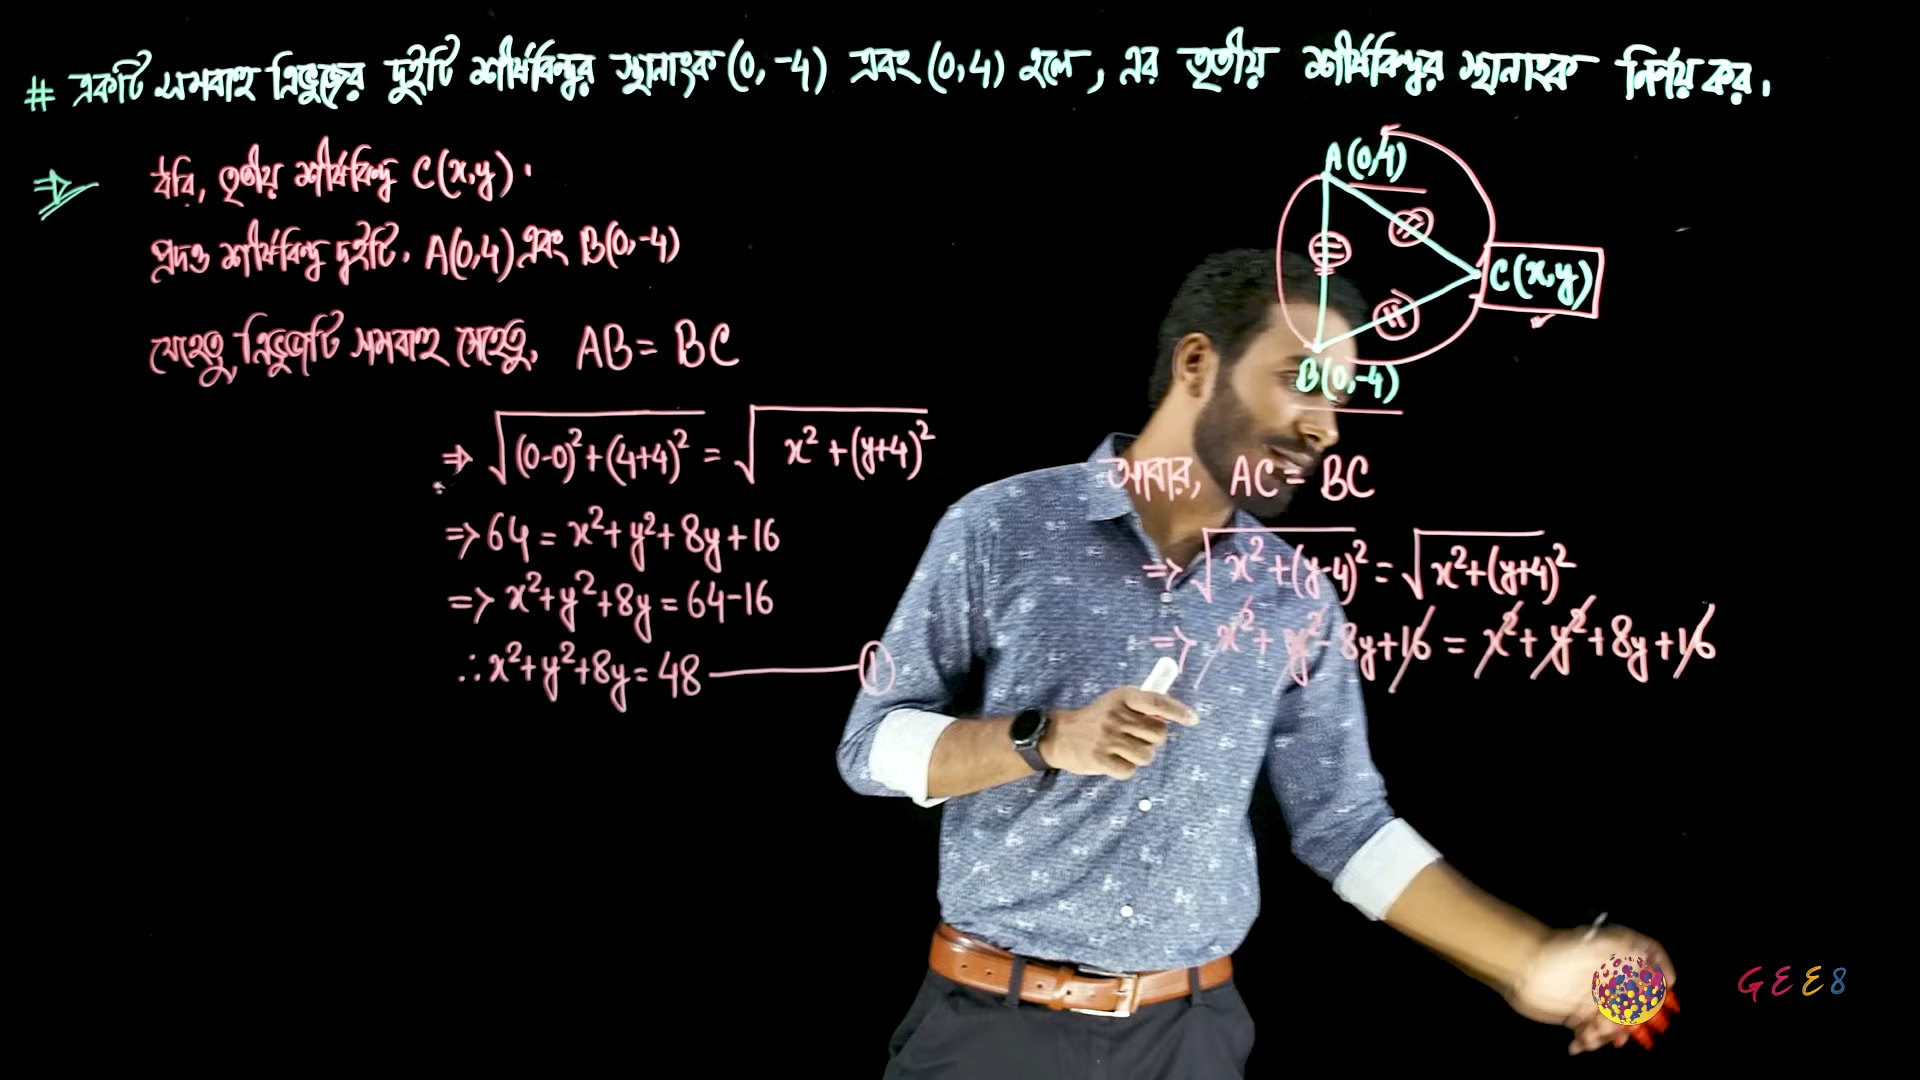 # একটি সমবাহু ত্রিভুজের দুইটি শীর্ষবিন্দুর স্থানাংক (0, -4) এবং (0, 4) হলে, এর তৃতীয় শীর্ষবিন্দুর স্থানাংক নির্ণয় কর।
⇒ ধরি, তৃতীয় শীর্ষবিন্দু C(x,y)।
প্রদত্ত শীর্ষবিন্দু দুইটি, A(0,4) এবং B(0,-4)
যেহেতু, ত্রিভুজটি সমবাহু সেহেতু, AB = BC
⇒ √(0-0)²+(4+4)² = √x²+(y+4)²
⇒ 64 = x²+y²+8y+16
⇒ x²+y²+8y = 64-16
∴ x²+y²+8y = 48 ——— ①
A(0,4)
C(x,y)
B(0,-4)
আবার, AC = BC
⇒ √x²+(y-4)² = √x²+(y+4)²
⇒ x²+y²-8y+16 = x²+y²+8y+16
GEE8